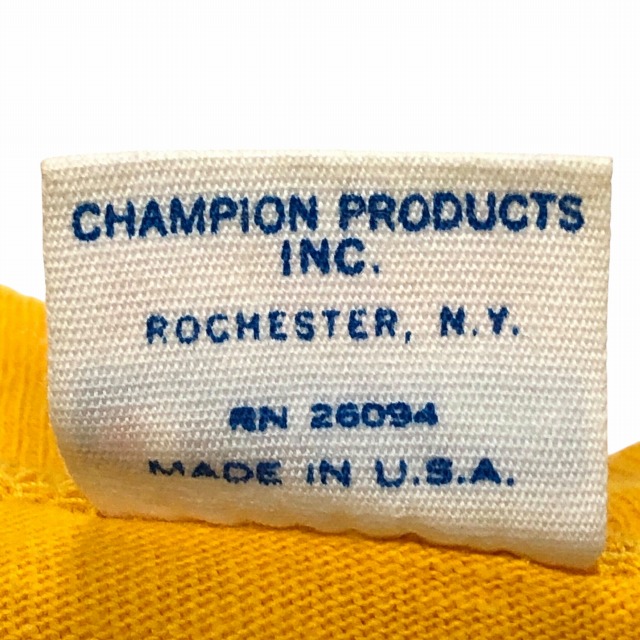 CHAMPION PRODUCTS
INC.
ROCHESTER, N.Y.
RN 26094
MADE IN U.S.A.